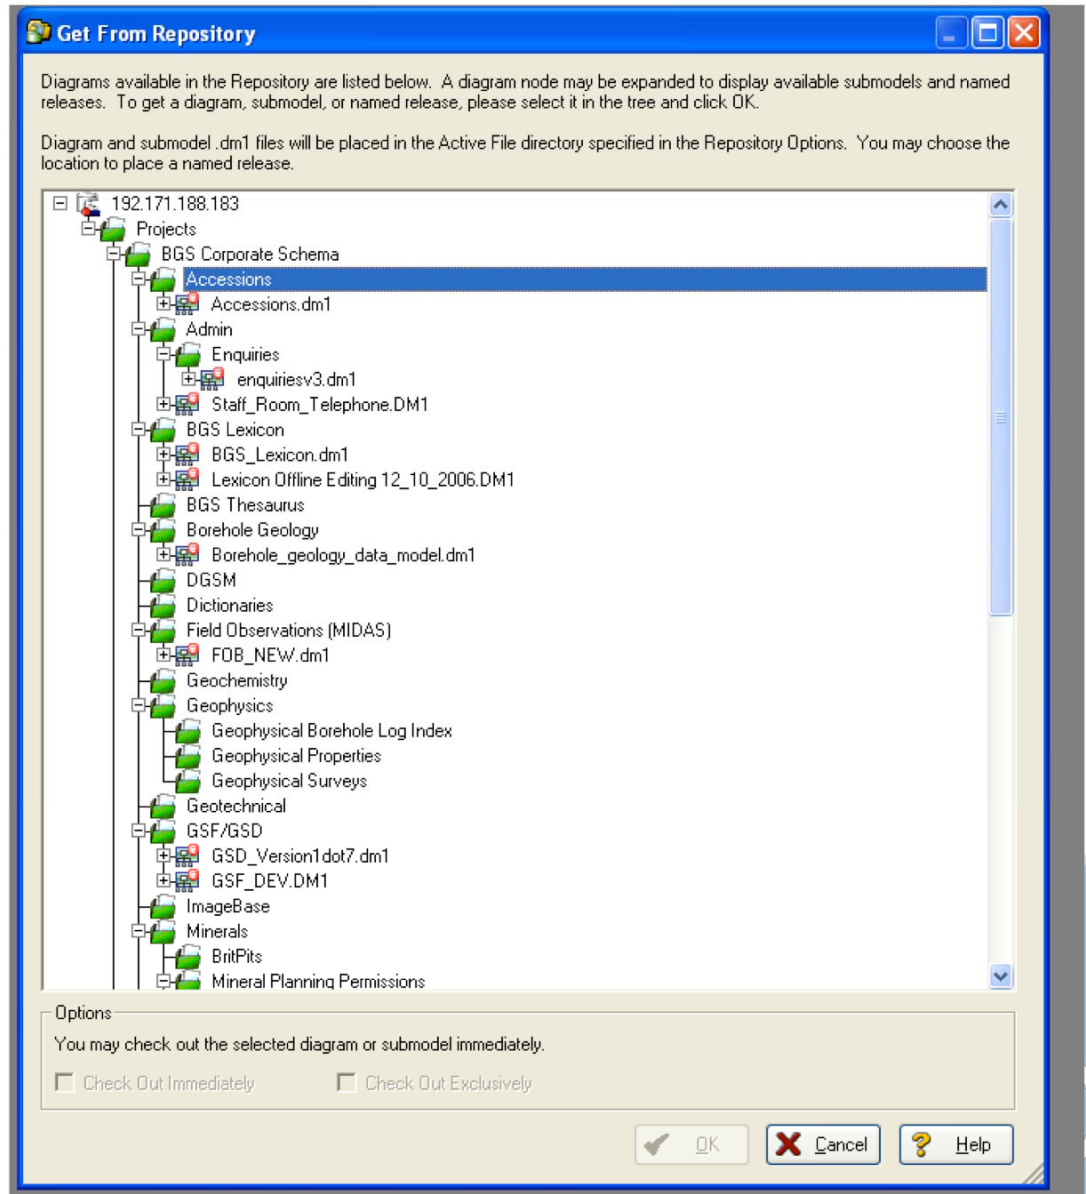 Get From Repository
Diagrams available in the Repository are listed below. A diagram node may be expanded to display available submodels and named
releases. To get a diagram, submodel, or named release, please select it in the tree and click OK.
Diagram and submodel .dm1 files will be placed in the Active File directory specified in the Repository Options. You may choose the
location to place a named release.
192.171.188.183
Projects
BGS Corporate Schema
Accessions
Accessions.dm1
Admin
Enquiries
enquiriesv3.dm1
Staff_Room_Telephone.DM1
BGS Lexicon
BGS_Lexicon.dm1
Lexicon Offline Editing 12_10_2006.DM1
BGS Thesaurus
Borehole Geology
Borehole_geology_data_model.dm1
DGSM
Dictionaries
Field Observations (MIDAS)
FOB_NEW.dm1
Geochemistry
Geophysics
Geophysical Borehole Log Index
Geophysical Properties
Geophysical Surveys
Geotechnical
GSF/GSD
GSD_Version1dot7.dm1
GSF_DEV.DM1
ImageBase
Minerals
BritPits
Mineral Planning Permissions
Options
You may check out the selected diagram or submodel immediately.
Check Out Immediately Check Out Exclusively
OK Cancel Help